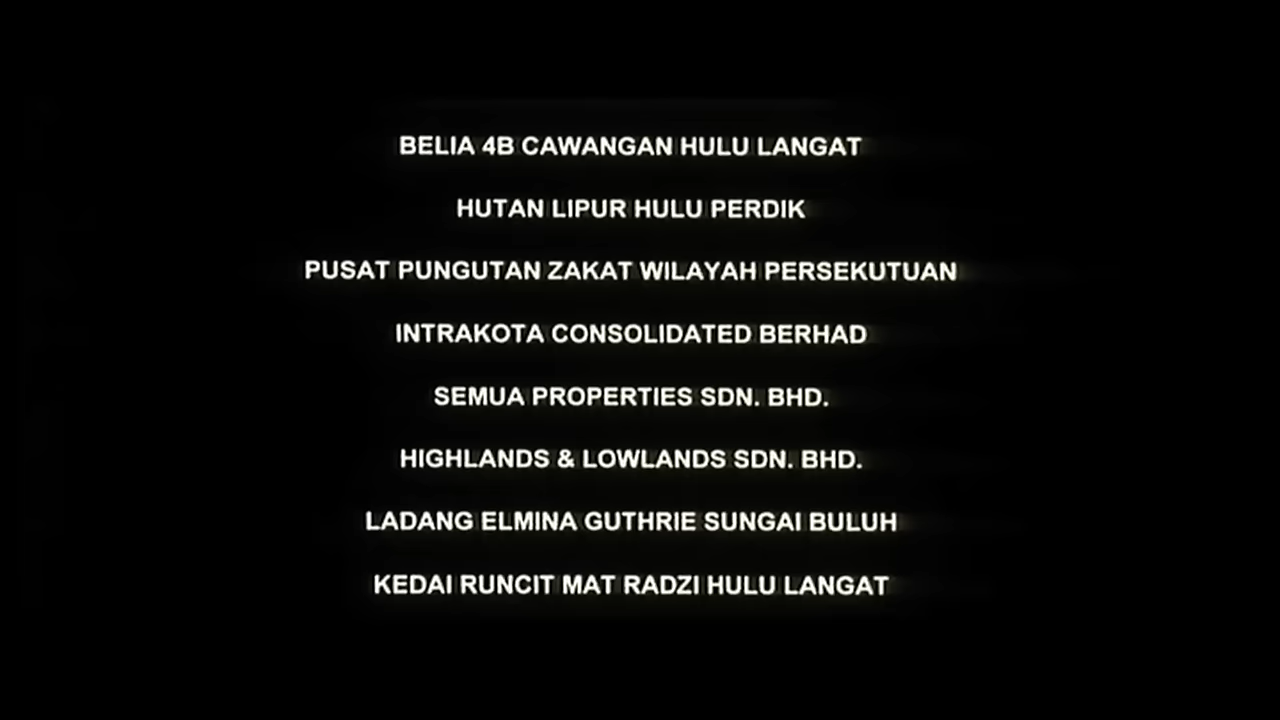 BELIA 4B CAWANGAN HULU LANGAT
HUTAN LIPUR HULU PERDIK
PUSAT PUNGUTAN ZAKAT WILAYAH PERSEKUTUAN
INTRAKOTA CONSOLIDATED BERHAD
SEMUA PROPERTIES SDN. BHD.
HIGHLANDS & LOWLANDS SDN. BHD.
LADANG ELMINA GUTHRIE SUNGAI BULUH
KEDAI RUNCIT MAT RADZI HULU LANGAT